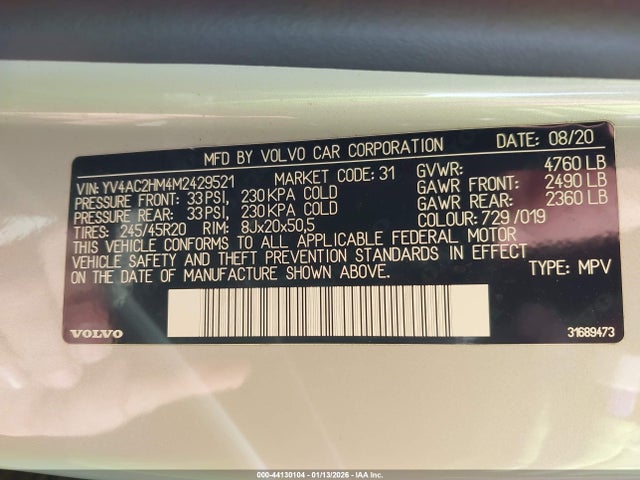 MFD BY VOLVO CAR CORPORATION DATE: 08/20
VIN: YV4AC2HM4M2429521 MARKET CODE: 31 GVWR: 4760 LB
PRESSURE FRONT: 33 PSI, 230 KPA COLD GAWR FRONT: 2490 LB
PRESSURE REAR: 33 PSI, 230 KPA COLD GAWR REAR: 2360 LB
TIRES: 245/45R20 RIM: 8Jx20x50,5 COLOUR: 729 /019
THIS VEHICLE CONFORMS TO ALL APPLICABLE FEDERAL MOTOR
VEHICLE SAFETY AND THEFT PREVENTION STANDARDS IN EFFECT
ON THE DATE OF MANUFACTURE SHOWN ABOVE. TYPE: MPV
VOLVO 31689473
000-44130104 - 01/13/2026 - IAA Inc.